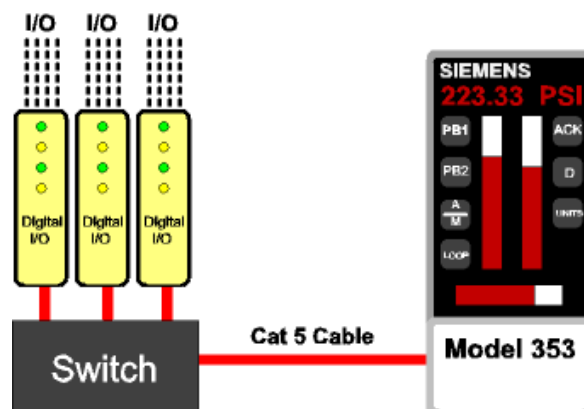 I/O I/O I/O
Digital I/O
Digital I/O
Digital I/O
Switch
Cat 5 Cable
SIEMENS
223.33 PSI
PB1
ACK
PB2
D
A
M
UNITS
LOOP
Model 353